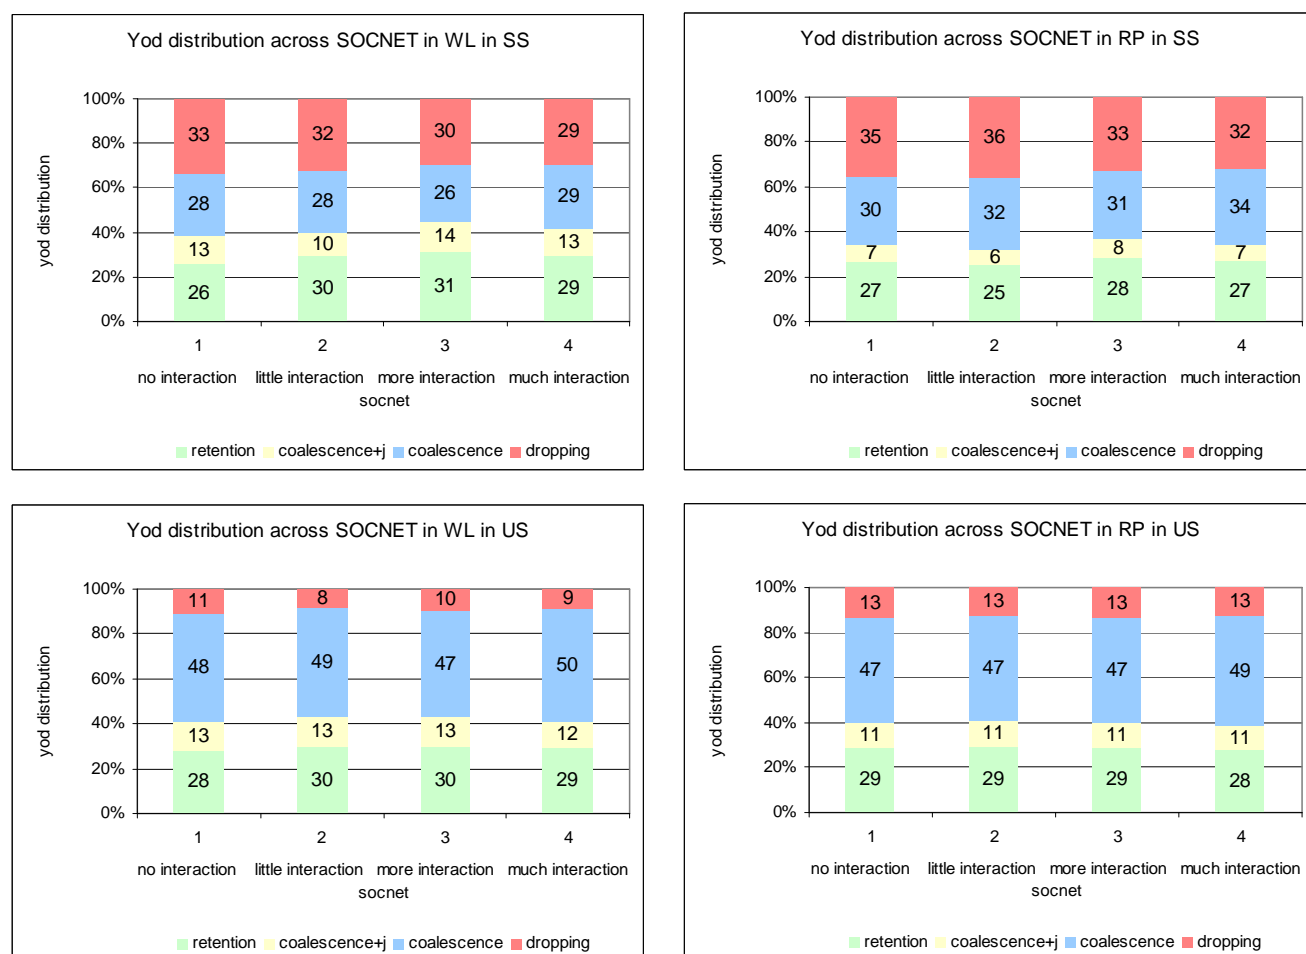 Yod distribution across SOCNET in WL in SS
100%
80%
60%
40%
20%
0%
yod distribution
33 32 30 29
28 28 26 29
13 10 14 13
26 30 31 29
1 2 3 4
no interaction little interaction more interaction much interaction
socnet
retention coalescence+j coalescence dropping
Yod distribution across SOCNET in RP in SS
100%
80%
60%
40%
20%
0%
yod distribution
35 36 33 32
30 32 31 34
7 6 8 7
27 25 28 27
1 2 3 4
no interaction little interaction more interaction much interaction
socnet
retention coalescence+j coalescence dropping
Yod distribution across SOCNET in WL in US
100%
80%
60%
40%
20%
0%
yod distribution
11 8 10 9
48 49 47 50
13 13 13 12
28 30 30 29
1 2 3 4
no interaction little interaction more interaction much interaction
socnet
retention coalescence+j coalescence dropping
Yod distribution across SOCNET in RP in US
100%
80%
60%
40%
20%
0%
yod distribution
13 13 13 13
47 47 47 49
11 11 11 11
29 29 29 28
1 2 3 4
no interaction little interaction more interaction much interaction
socnet
retention coalescence+j coalescence dropping